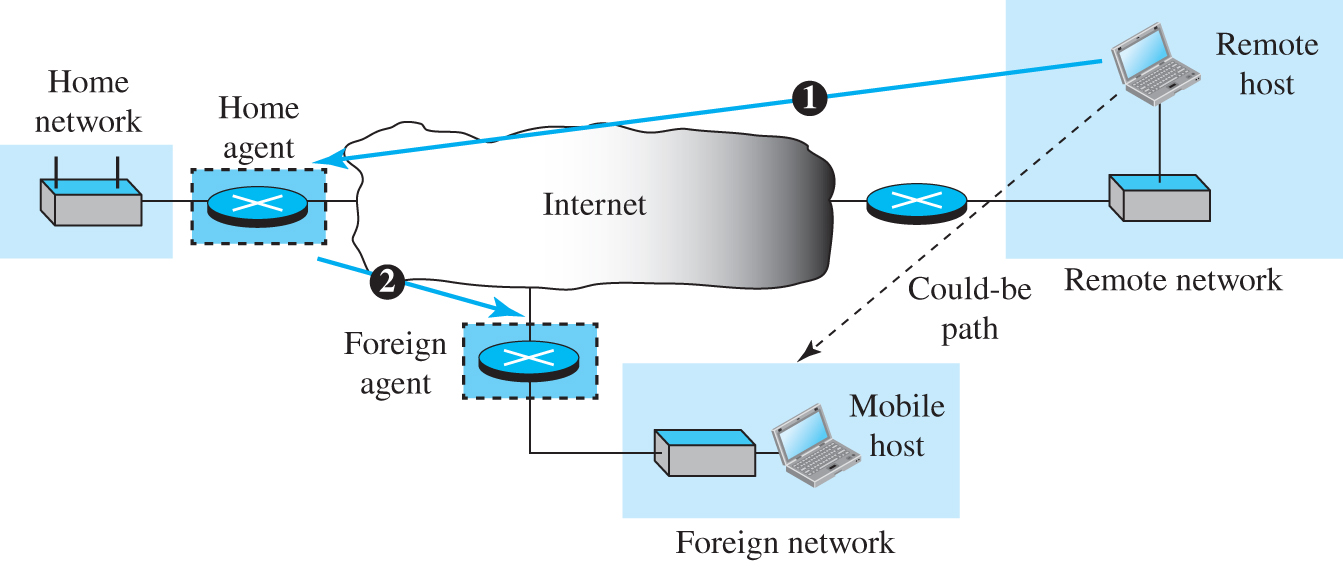 Remote
host
Home
network
Home
agent
1
Internet
2
Could-be
path
Remote network
Foreign
agent
Mobile
host
Foreign network